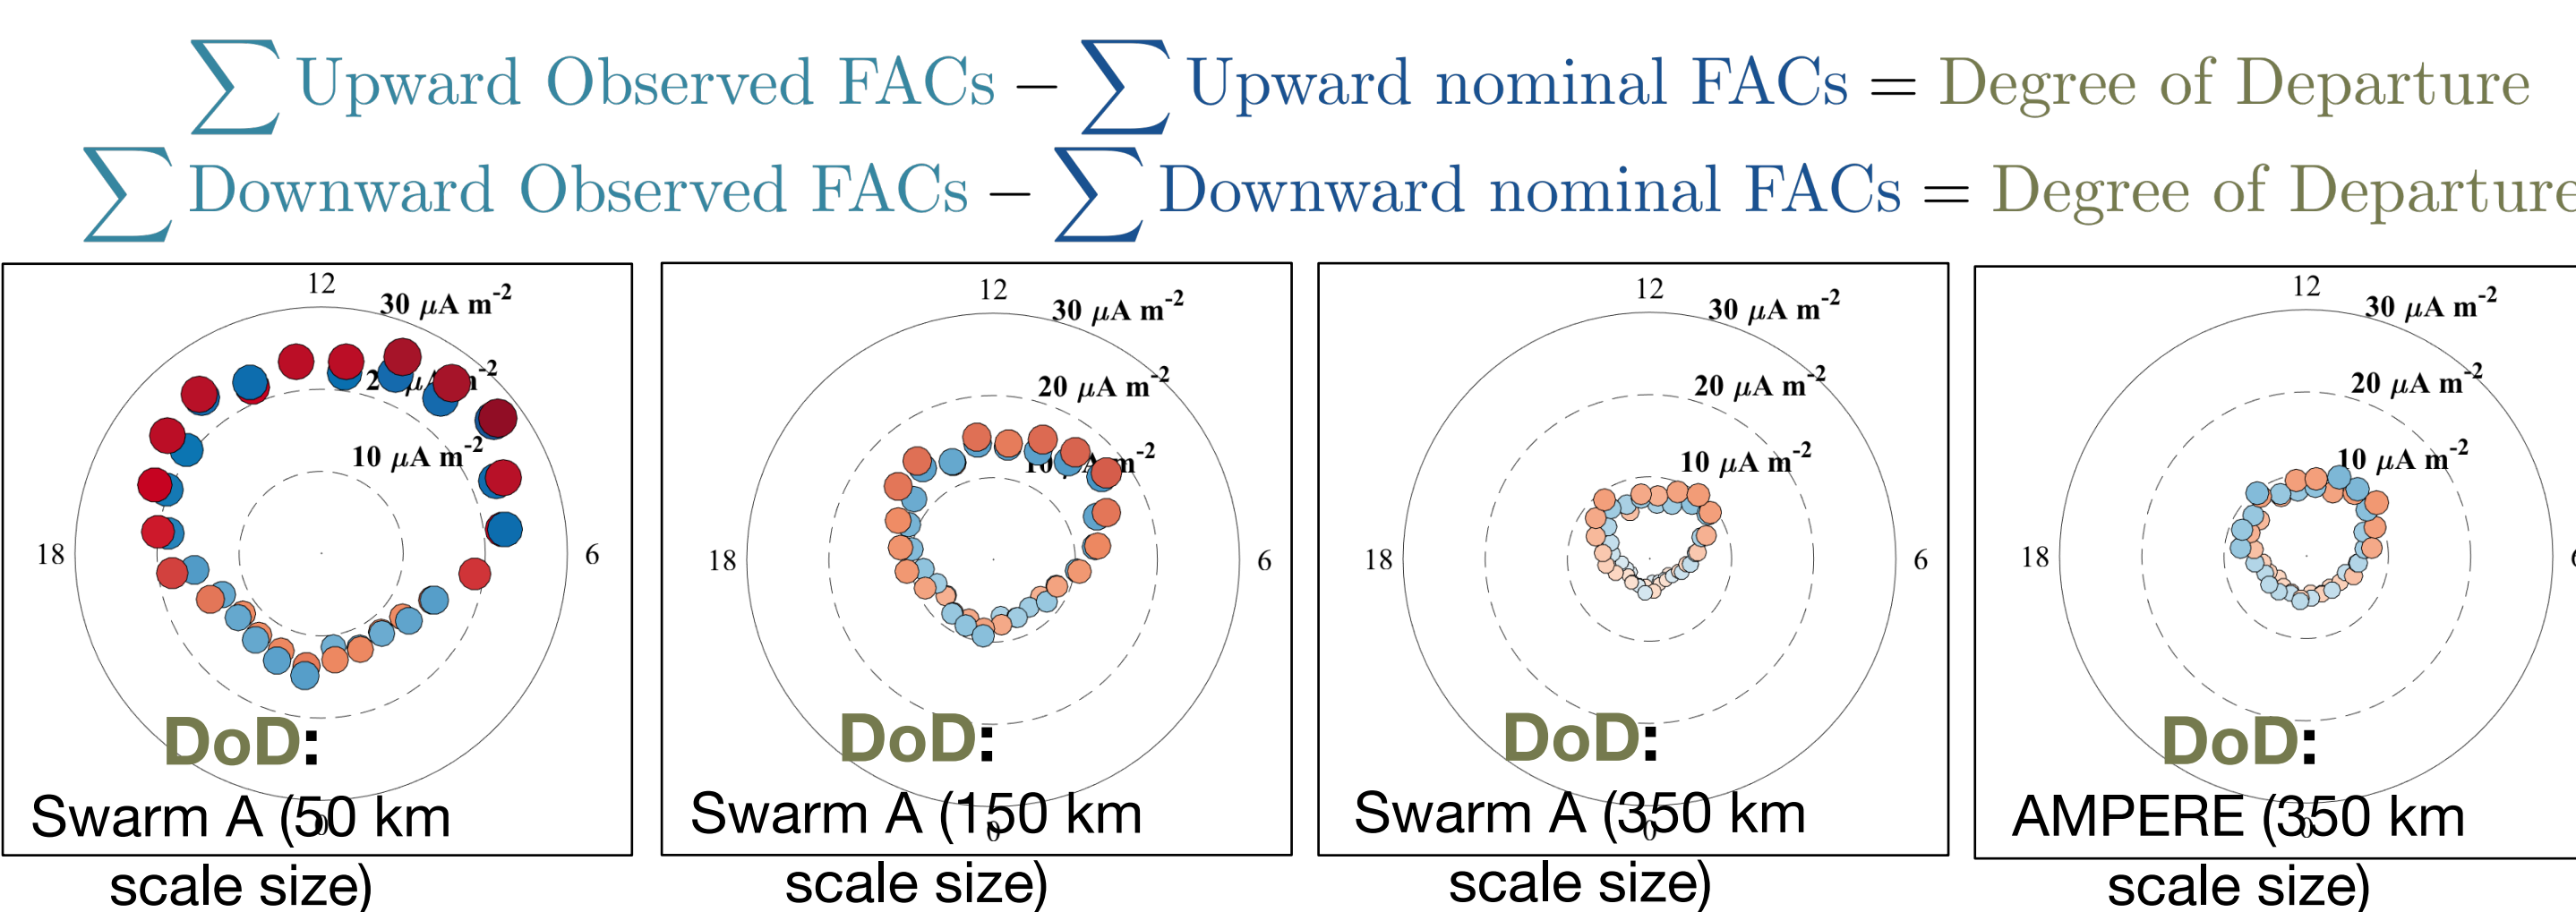 ∑ Upward Observed FACs − ∑ Upward nominal FACs = Degree of Departure
∑ Downward Observed FACs − ∑ Downward nominal FACs = Degree of Departure
12
30 μA m⁻²
10 μA m⁻²
18
6
DoD:
0
Swarm A (50 km
scale size)
12
30 μA m⁻²
20 μA m⁻²
18
6
DoD:
0
Swarm A (150 km
scale size)
12
30 μA m⁻²
20 μA m⁻²
10 μA m⁻²
18
6
DoD:
0
Swarm A (350 km
scale size)
12
30 μA m⁻²
20 μA m⁻²
10 μA m⁻²
18
DoD:
0
AMPERE (350 km
scale size)